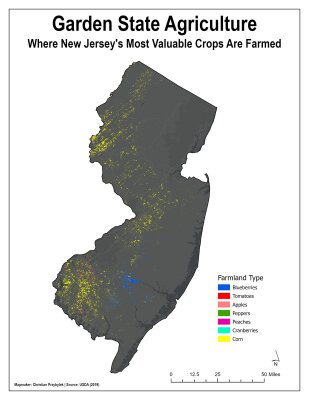 Garden State Agriculture
Where New Jersey's Most Valuable Crops Are Farmed
Farmland Type
Blueberries
Tomatoes
Apples
Peppers
Peaches
Cranberries
Corn
0 12.5 25 50 Miles
N
Mapmaker: Christian Przybylek | Source: USDA (2019)